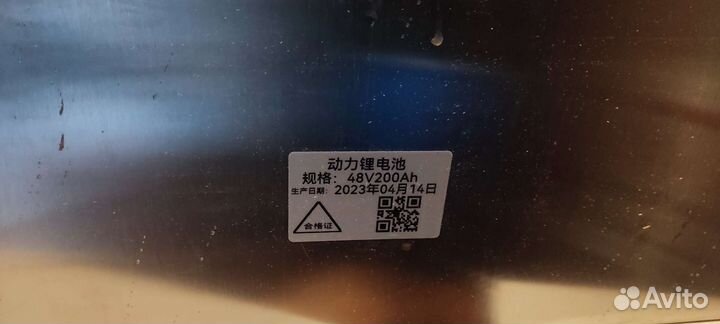 动力锂电池
规格：48V200Ah
生产日期：2023年04月14日
合格证
Avito